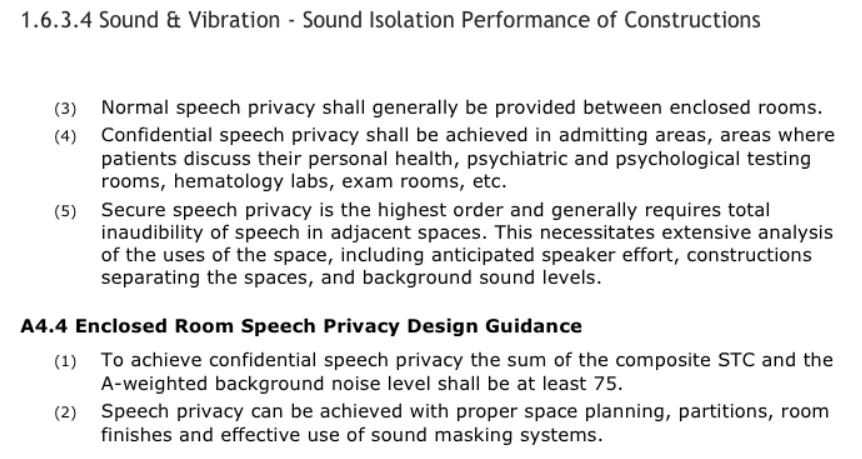 1.6.3.4 Sound & Vibration - Sound Isolation Performance of Constructions
(3) Normal speech privacy shall generally be provided between enclosed rooms.
(4) Confidential speech privacy shall be achieved in admitting areas, areas where
patients discuss their personal health, psychiatric and psychological testing
rooms, hematology labs, exam rooms, etc.
(5) Secure speech privacy is the highest order and generally requires total
inaudibility of speech in adjacent spaces. This necessitates extensive analysis
of the uses of the space, including anticipated speaker effort, constructions
separating the spaces, and background sound levels.
A4.4 Enclosed Room Speech Privacy Design Guidance
(1) To achieve confidential speech privacy the sum of the composite STC and the
A-weighted background noise level shall be at least 75.
(2) Speech privacy can be achieved with proper space planning, partitions, room
finishes and effective use of sound masking systems.